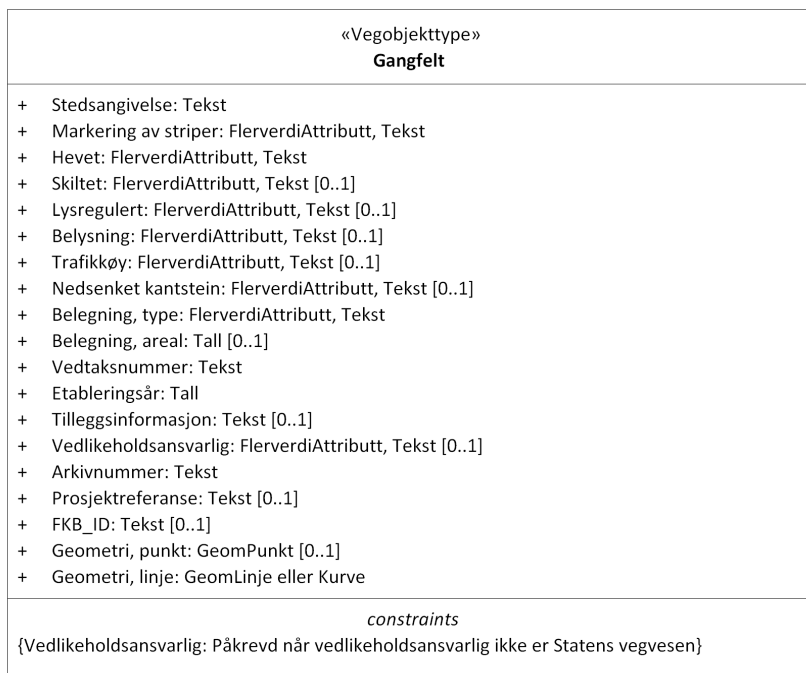 «Vegobjekttype»
Gangfelt
+ Stedsangivelse: Tekst
+ Markering av striper: FlerverdiAttributt, Tekst
+ Hevet: FlerverdiAttributt, Tekst
+ Skiltet: FlerverdiAttributt, Tekst [0..1]
+ Lysregulert: FlerverdiAttributt, Tekst [0..1]
+ Belysning: FlerverdiAttributt, Tekst [0..1]
+ Trafikkøy: FlerverdiAttributt, Tekst [0..1]
+ Nedsenket kantstein: FlerverdiAttributt, Tekst [0..1]
+ Belegning, type: FlerverdiAttributt, Tekst
+ Belegning, areal: Tall [0..1]
+ Vedtaksnummer: Tekst
+ Etableringsår: Tall
+ Tilleggsinformasjon: Tekst [0..1]
+ Vedlikeholdsansvarlig: FlerverdiAttributt, Tekst [0..1]
+ Arkivnummer: Tekst
+ Prosjektreferanse: Tekst [0..1]
+ FKB_ID: Tekst [0..1]
+ Geometri, punkt: GeomPunkt [0..1]
+ Geometri, linje: GeomLinje eller Kurve
constraints
{Vedlikeholdsansvarlig: Påkrevd når vedlikeholdsansvarlig ikke er Statens vegvesen}